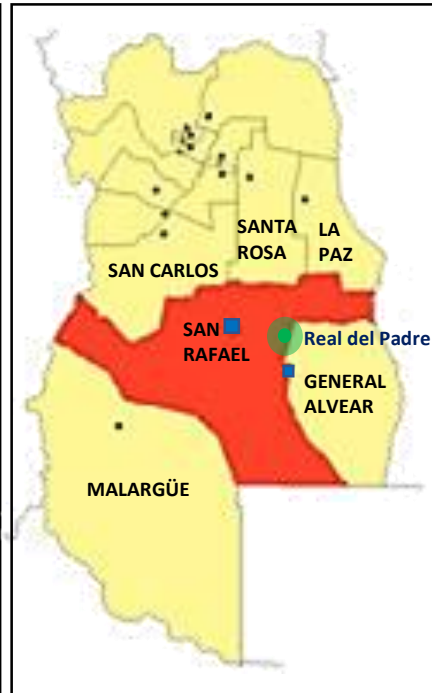 SANTA
ROSA
LA
PAZ
SAN CARLOS
SAN
RAFAEL
Real del Padre
GENERAL
ALVEAR
MALARGÜE